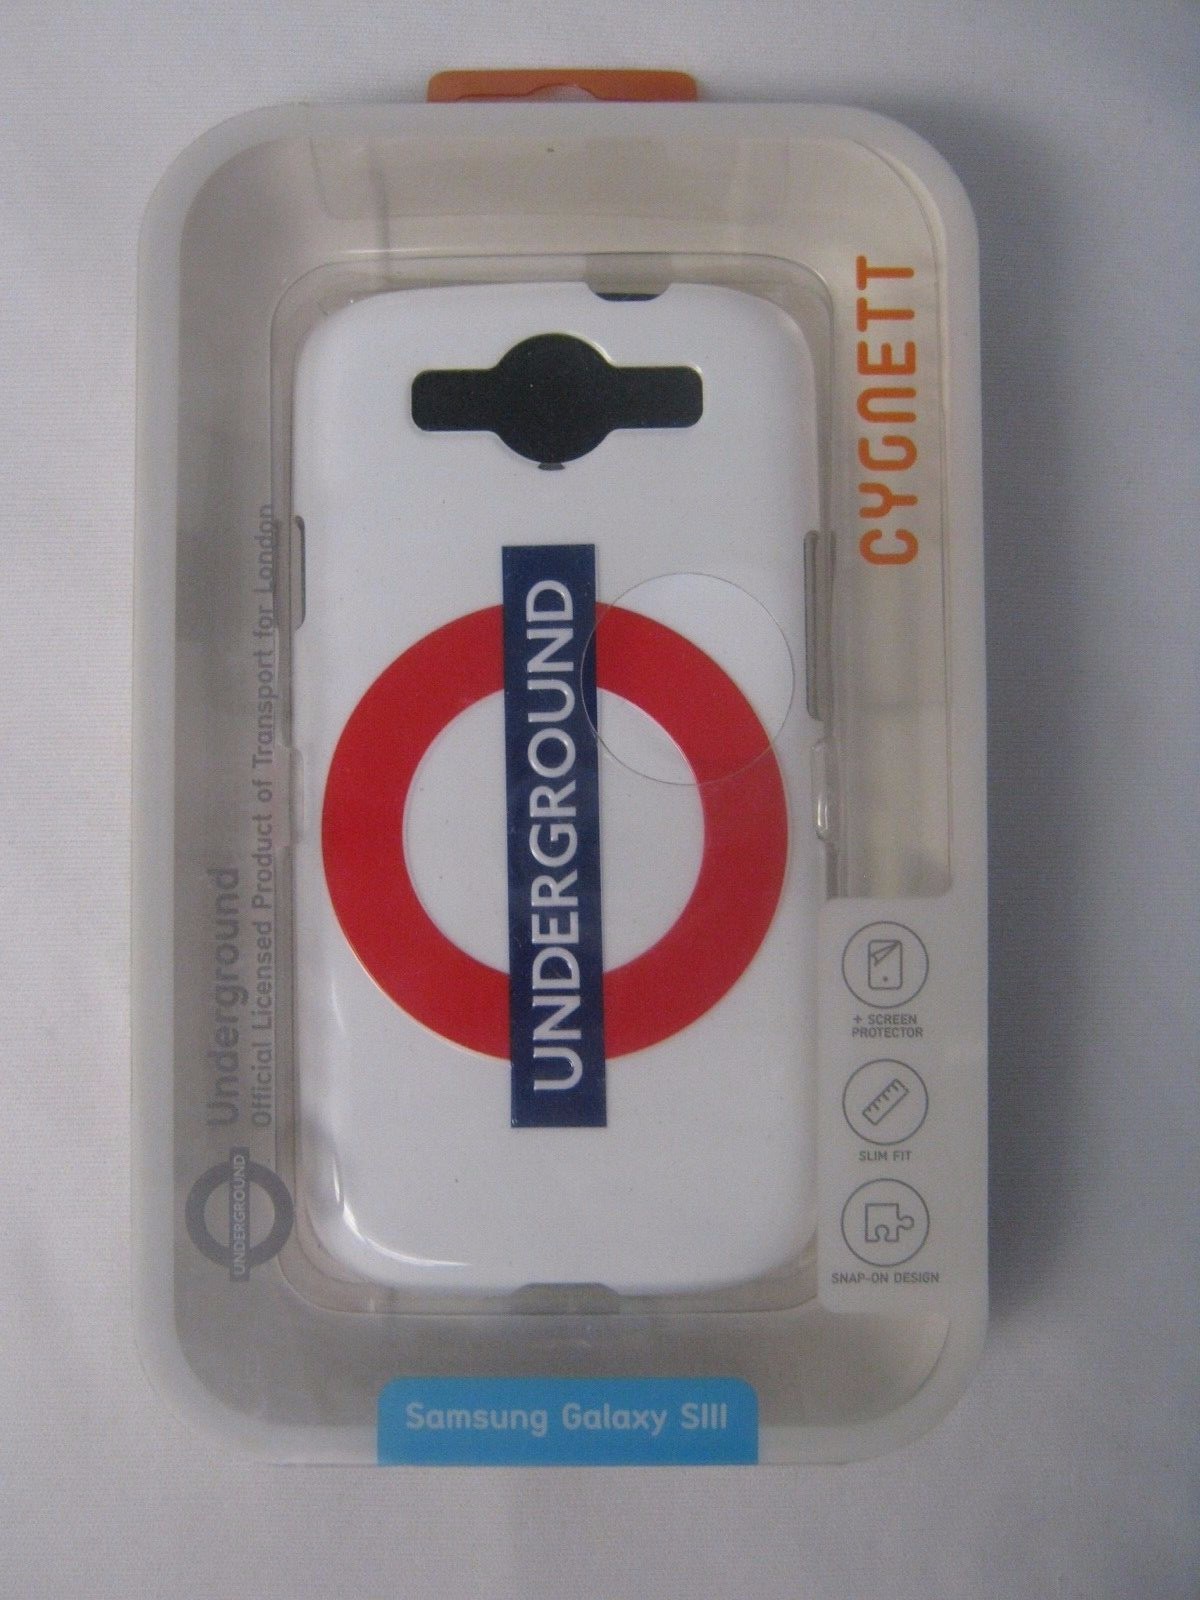 CYGNETT
UNDERGROUND
Underground
Official Licensed Product of Transport for London
UNDERGROUND
+ SCREEN
PROTECTOR
SLIM FIT
SNAP-ON DESIGN
Samsung Galaxy SIII